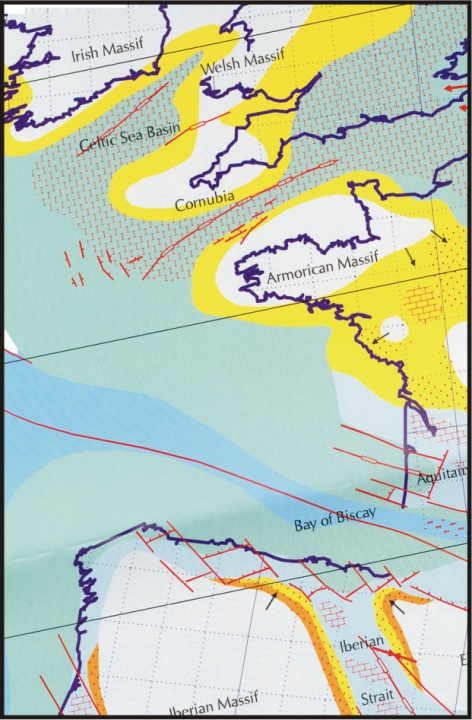 Irish Massif
Welsh Massif
Celtic Sea Basin
Cornubia
Armorican Massif
Aquitain
Bay of Biscay
Iberian
E
Strait
Iberian Massif